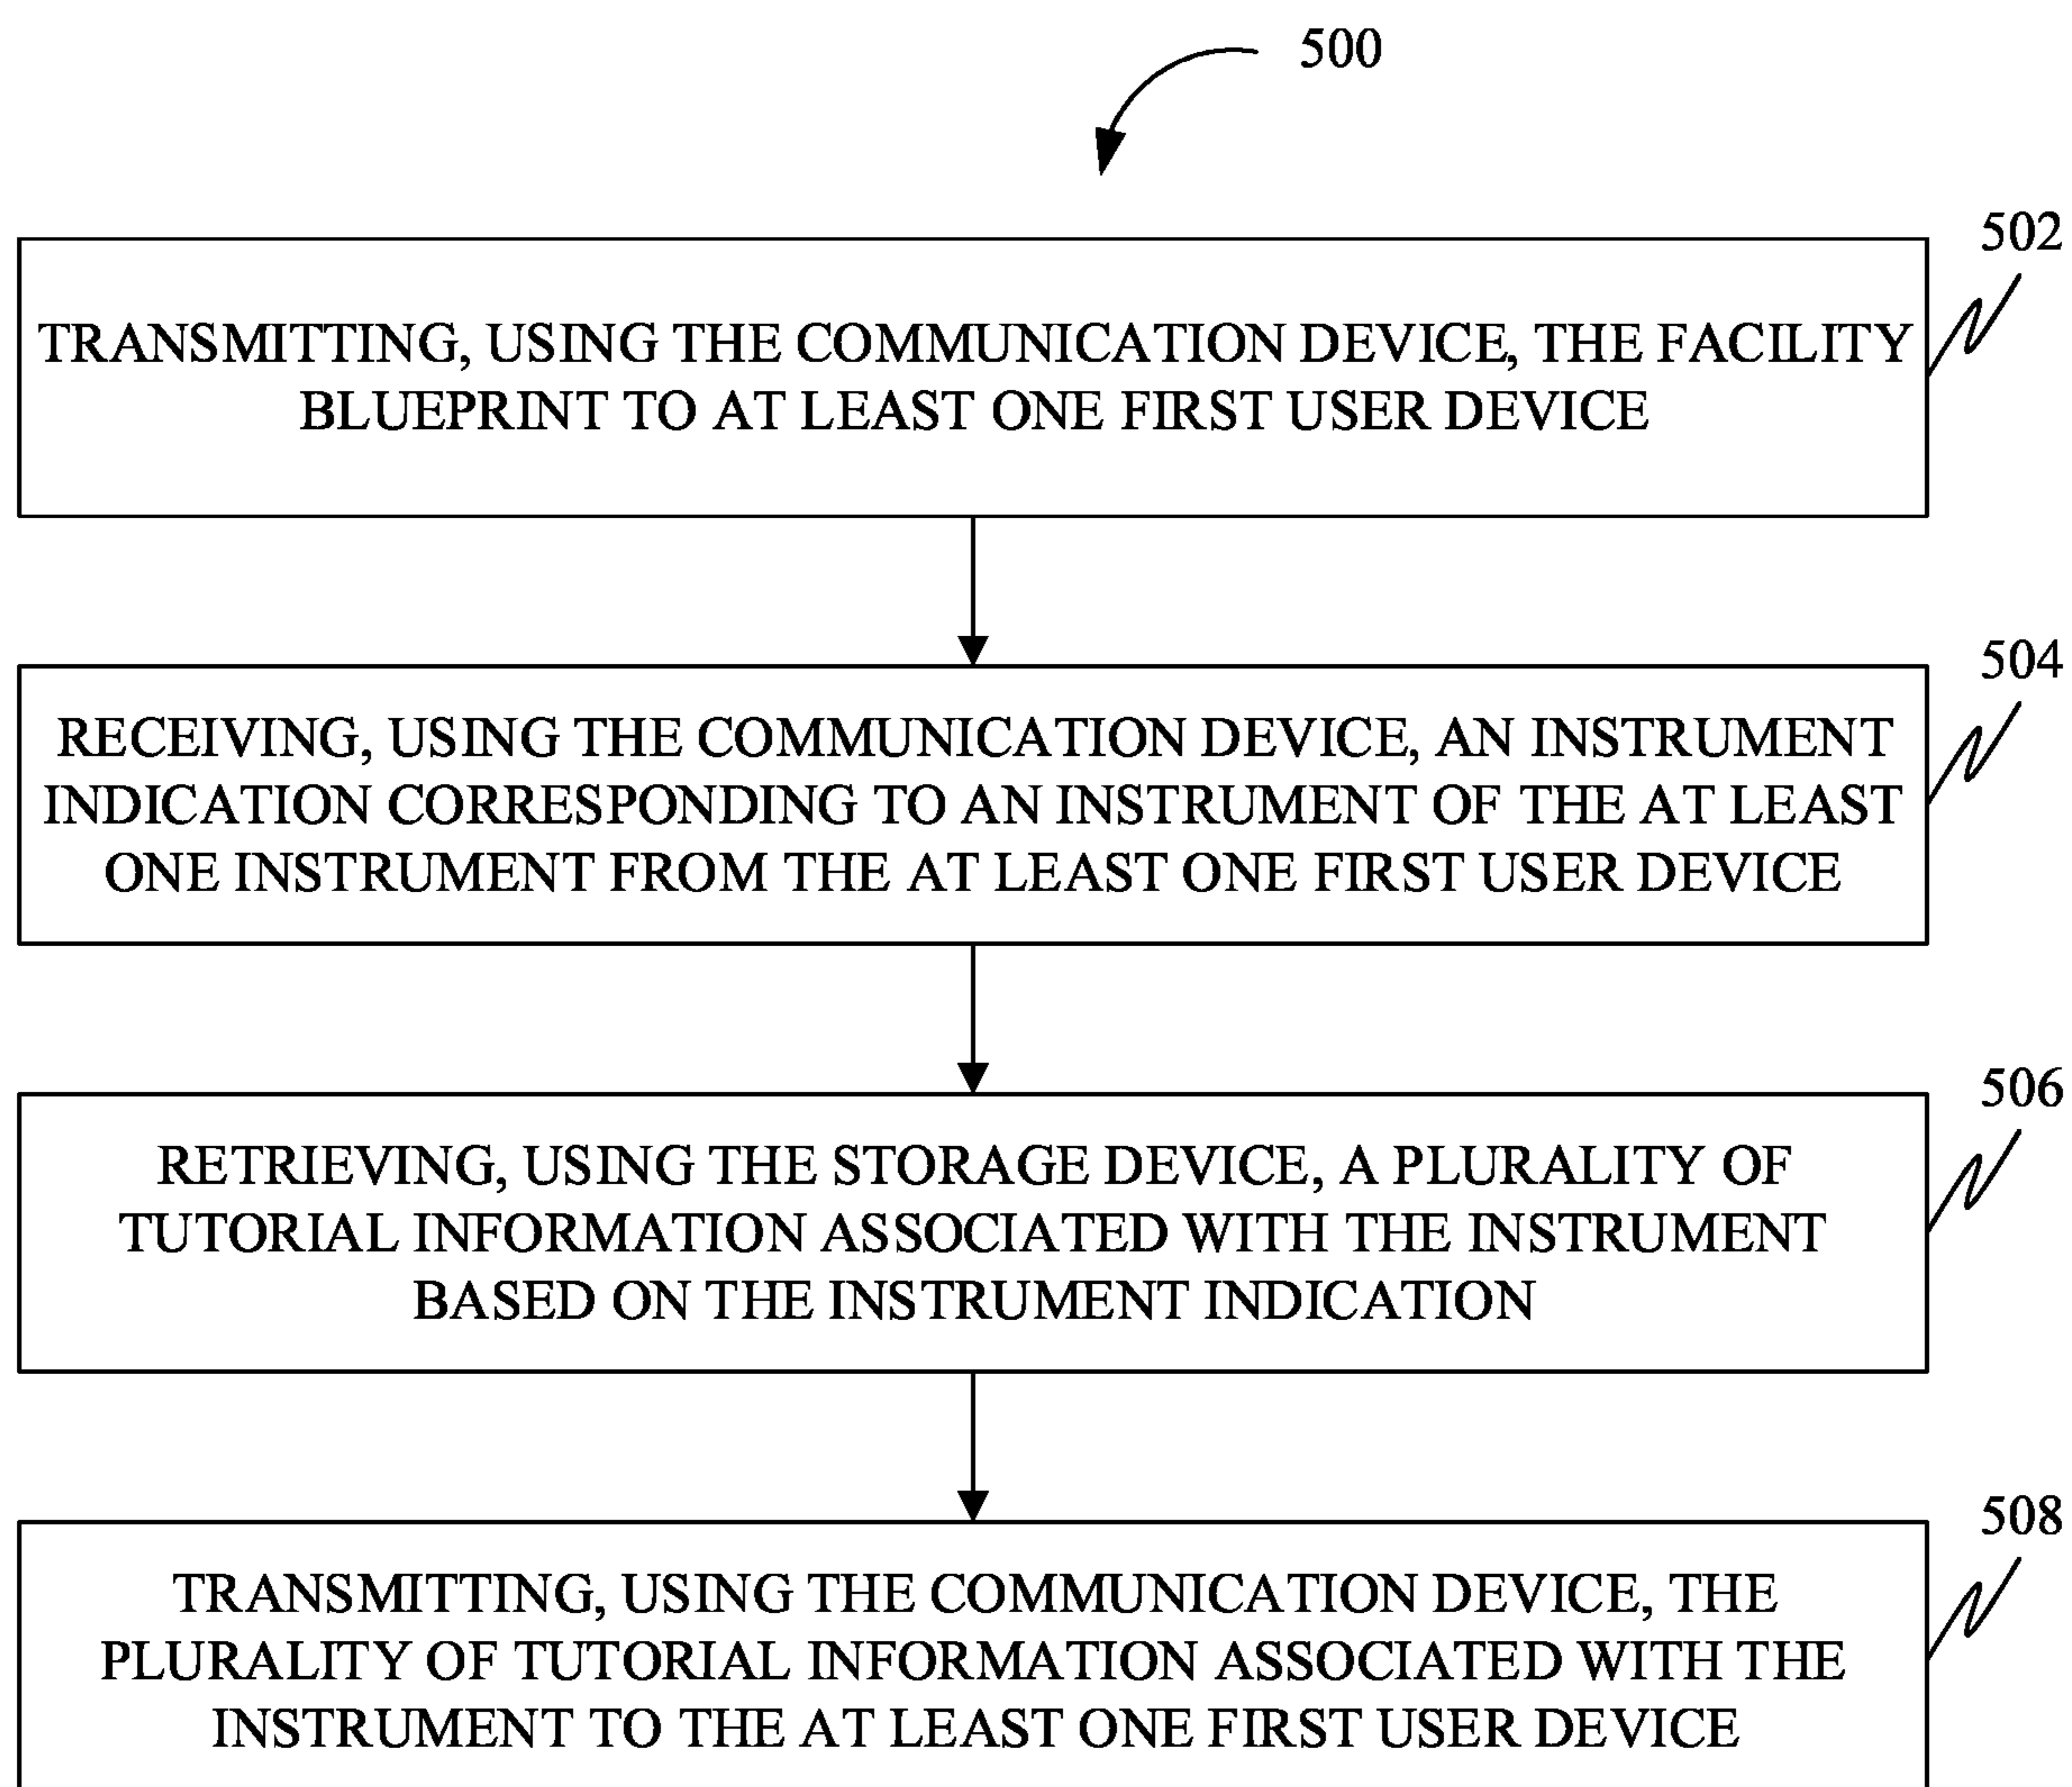 500
502
TRANSMITTING, USING THE COMMUNICATION DEVICE, THE FACILITY
BLUEPRINT TO AT LEAST ONE FIRST USER DEVICE
504
RECEIVING, USING THE COMMUNICATION DEVICE, AN INSTRUMENT
INDICATION CORRESPONDING TO AN INSTRUMENT OF THE AT LEAST
ONE INSTRUMENT FROM THE AT LEAST ONE FIRST USER DEVICE
506
RETRIEVING, USING THE STORAGE DEVICE, A PLURALITY OF
TUTORIAL INFORMATION ASSOCIATED WITH THE INSTRUMENT
BASED ON THE INSTRUMENT INDICATION
508
TRANSMITTING, USING THE COMMUNICATION DEVICE, THE
PLURALITY OF TUTORIAL INFORMATION ASSOCIATED WITH THE
INSTRUMENT TO THE AT LEAST ONE FIRST USER DEVICE